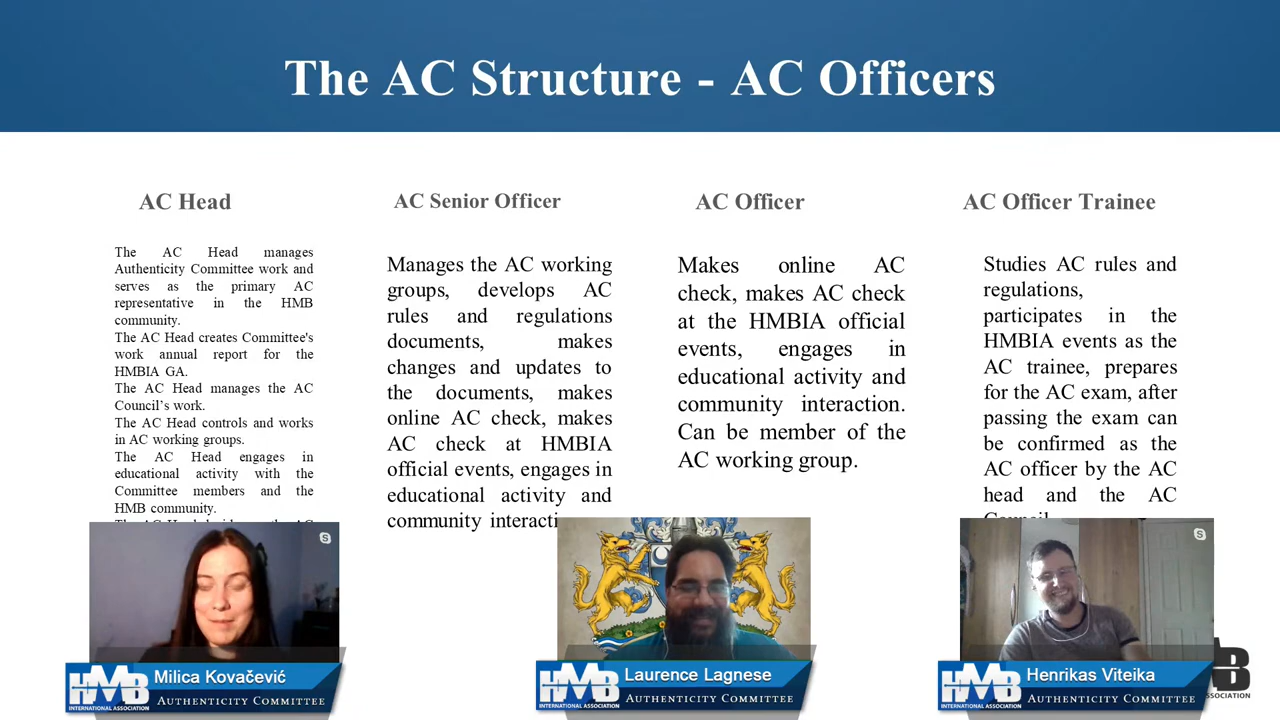 The AC Structure - AC Officers
AC Head
The AC Head manages
Authenticity Committee work and
serves as the primary AC
representative in the HMB
community.
The AC Head creates Committee's
work annual report for the
HMBIA GA.
The AC Head manages the AC
Council’s work.
The AC Head controls and works
in AC working groups.
The AC Head engages in
educational activity with the
Committee members and the
HMB community.
AC Senior Officer
Manages the AC working
groups, develops AC
rules and regulations
documents, makes
changes and updates to
the documents, makes
online AC check, makes
AC check at HMBIA
official events, engages in
educational activity and
community
AC Officer
Makes online AC
check, makes AC check
at the HMBIA official
events, engages in
educational activity and
community interaction.
Can be member of the
AC working group.
AC Officer Trainee
Studies AC rules and
regulations,
participates in the
HMBIA events as the
AC trainee, prepares
for the AC exam, after
passing the exam can
be confirmed as the
AC officer by the AC
head and the AC
HMB
INTERNATIONAL ASSOCIATION
Milica Kovačević
AUTHENTICITY COMMITTEE
HMB
INTERNATIONAL ASSOCIATION
Laurence Lagnese
AUTHENTICITY COMMITTEE
HMB
INTERNATIONAL ASSOCIATION
Henrikas Viteika
AUTHENTICITY COMMITTEE